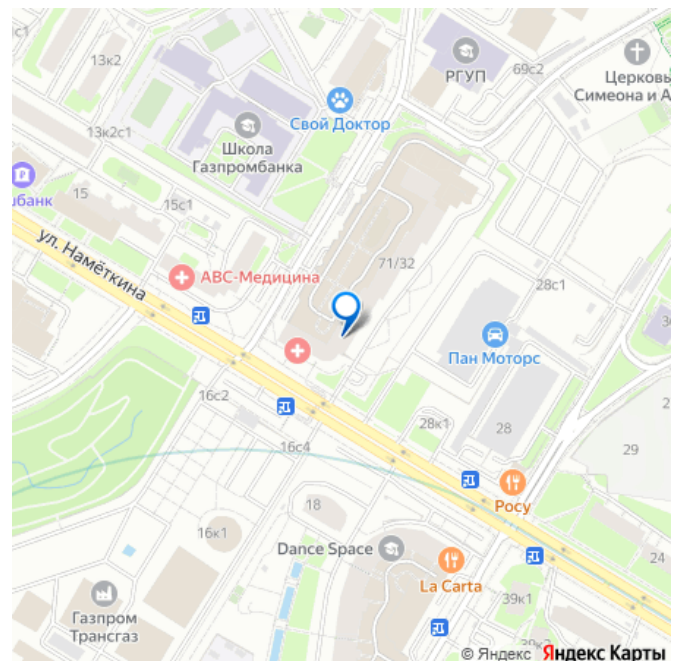 13к2
РГУП
69с2
Церковь
Симеона и А
Свой Доктор
13к2с1
Школа
Газпромбанка
15
15с1
ул. Намёткина
АВС-Медицина
71/32
28с1
Пан Моторс
16с2
28к1
28
29
16с4
18
Росу
16к1
Dance Space
La Carta
24
39к1
Газпром
Трансгаз
© Яндекс Яндекс Карты